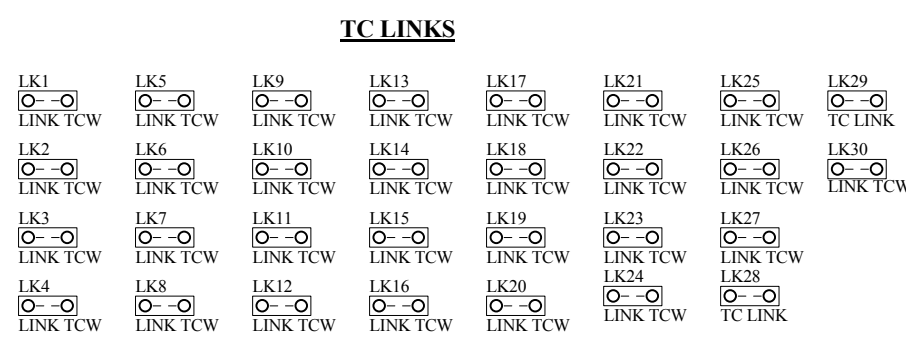 TC LINKS
LK1 LK5 LK9 LK13 LK17 LK21 LK25 LK29
LINK TCW LINK TCW LINK TCW LINK TCW LINK TCW LINK TCW LINK TCW TC LINK
LK2 LK6 LK10 LK14 LK18 LK22 LK26 LK30
LINK TCW LINK TCW LINK TCW LINK TCW LINK TCW LINK TCW LINK TCW LINK TCW
LK3 LK7 LK11 LK15 LK19 LK23 LK27
LINK TCW LINK TCW LINK TCW LINK TCW LINK TCW LINK TCW LINK TCW
LK4 LK8 LK12 LK16 LK20 LK24 LK28
LINK TCW LINK TCW LINK TCW LINK TCW LINK TCW LINK TCW TC LINK